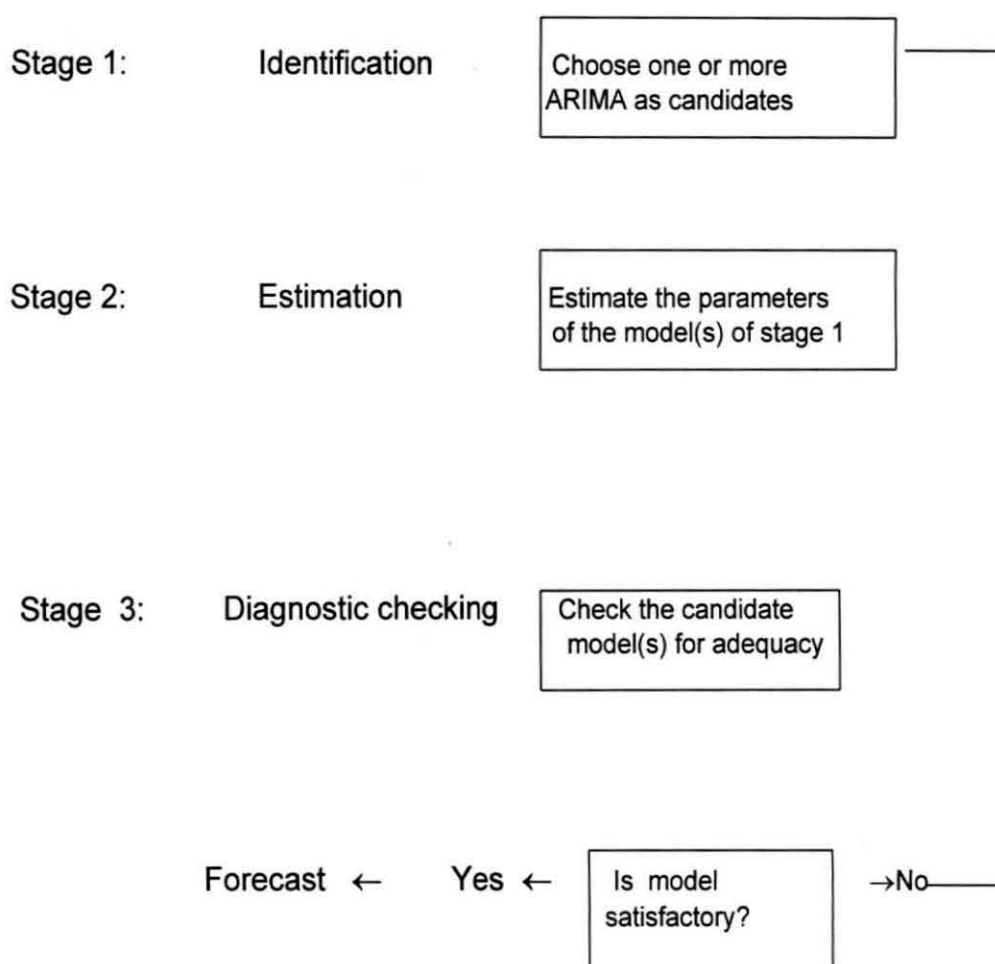 Stage 1: Identification Choose one or more
ARIMA as candidates
Stage 2: Estimation Estimate the parameters
of the model(s) of stage 1
Stage 3: Diagnostic checking Check the candidate
model(s) for adequacy
Forecast ← Yes ← Is model →No
satisfactory?